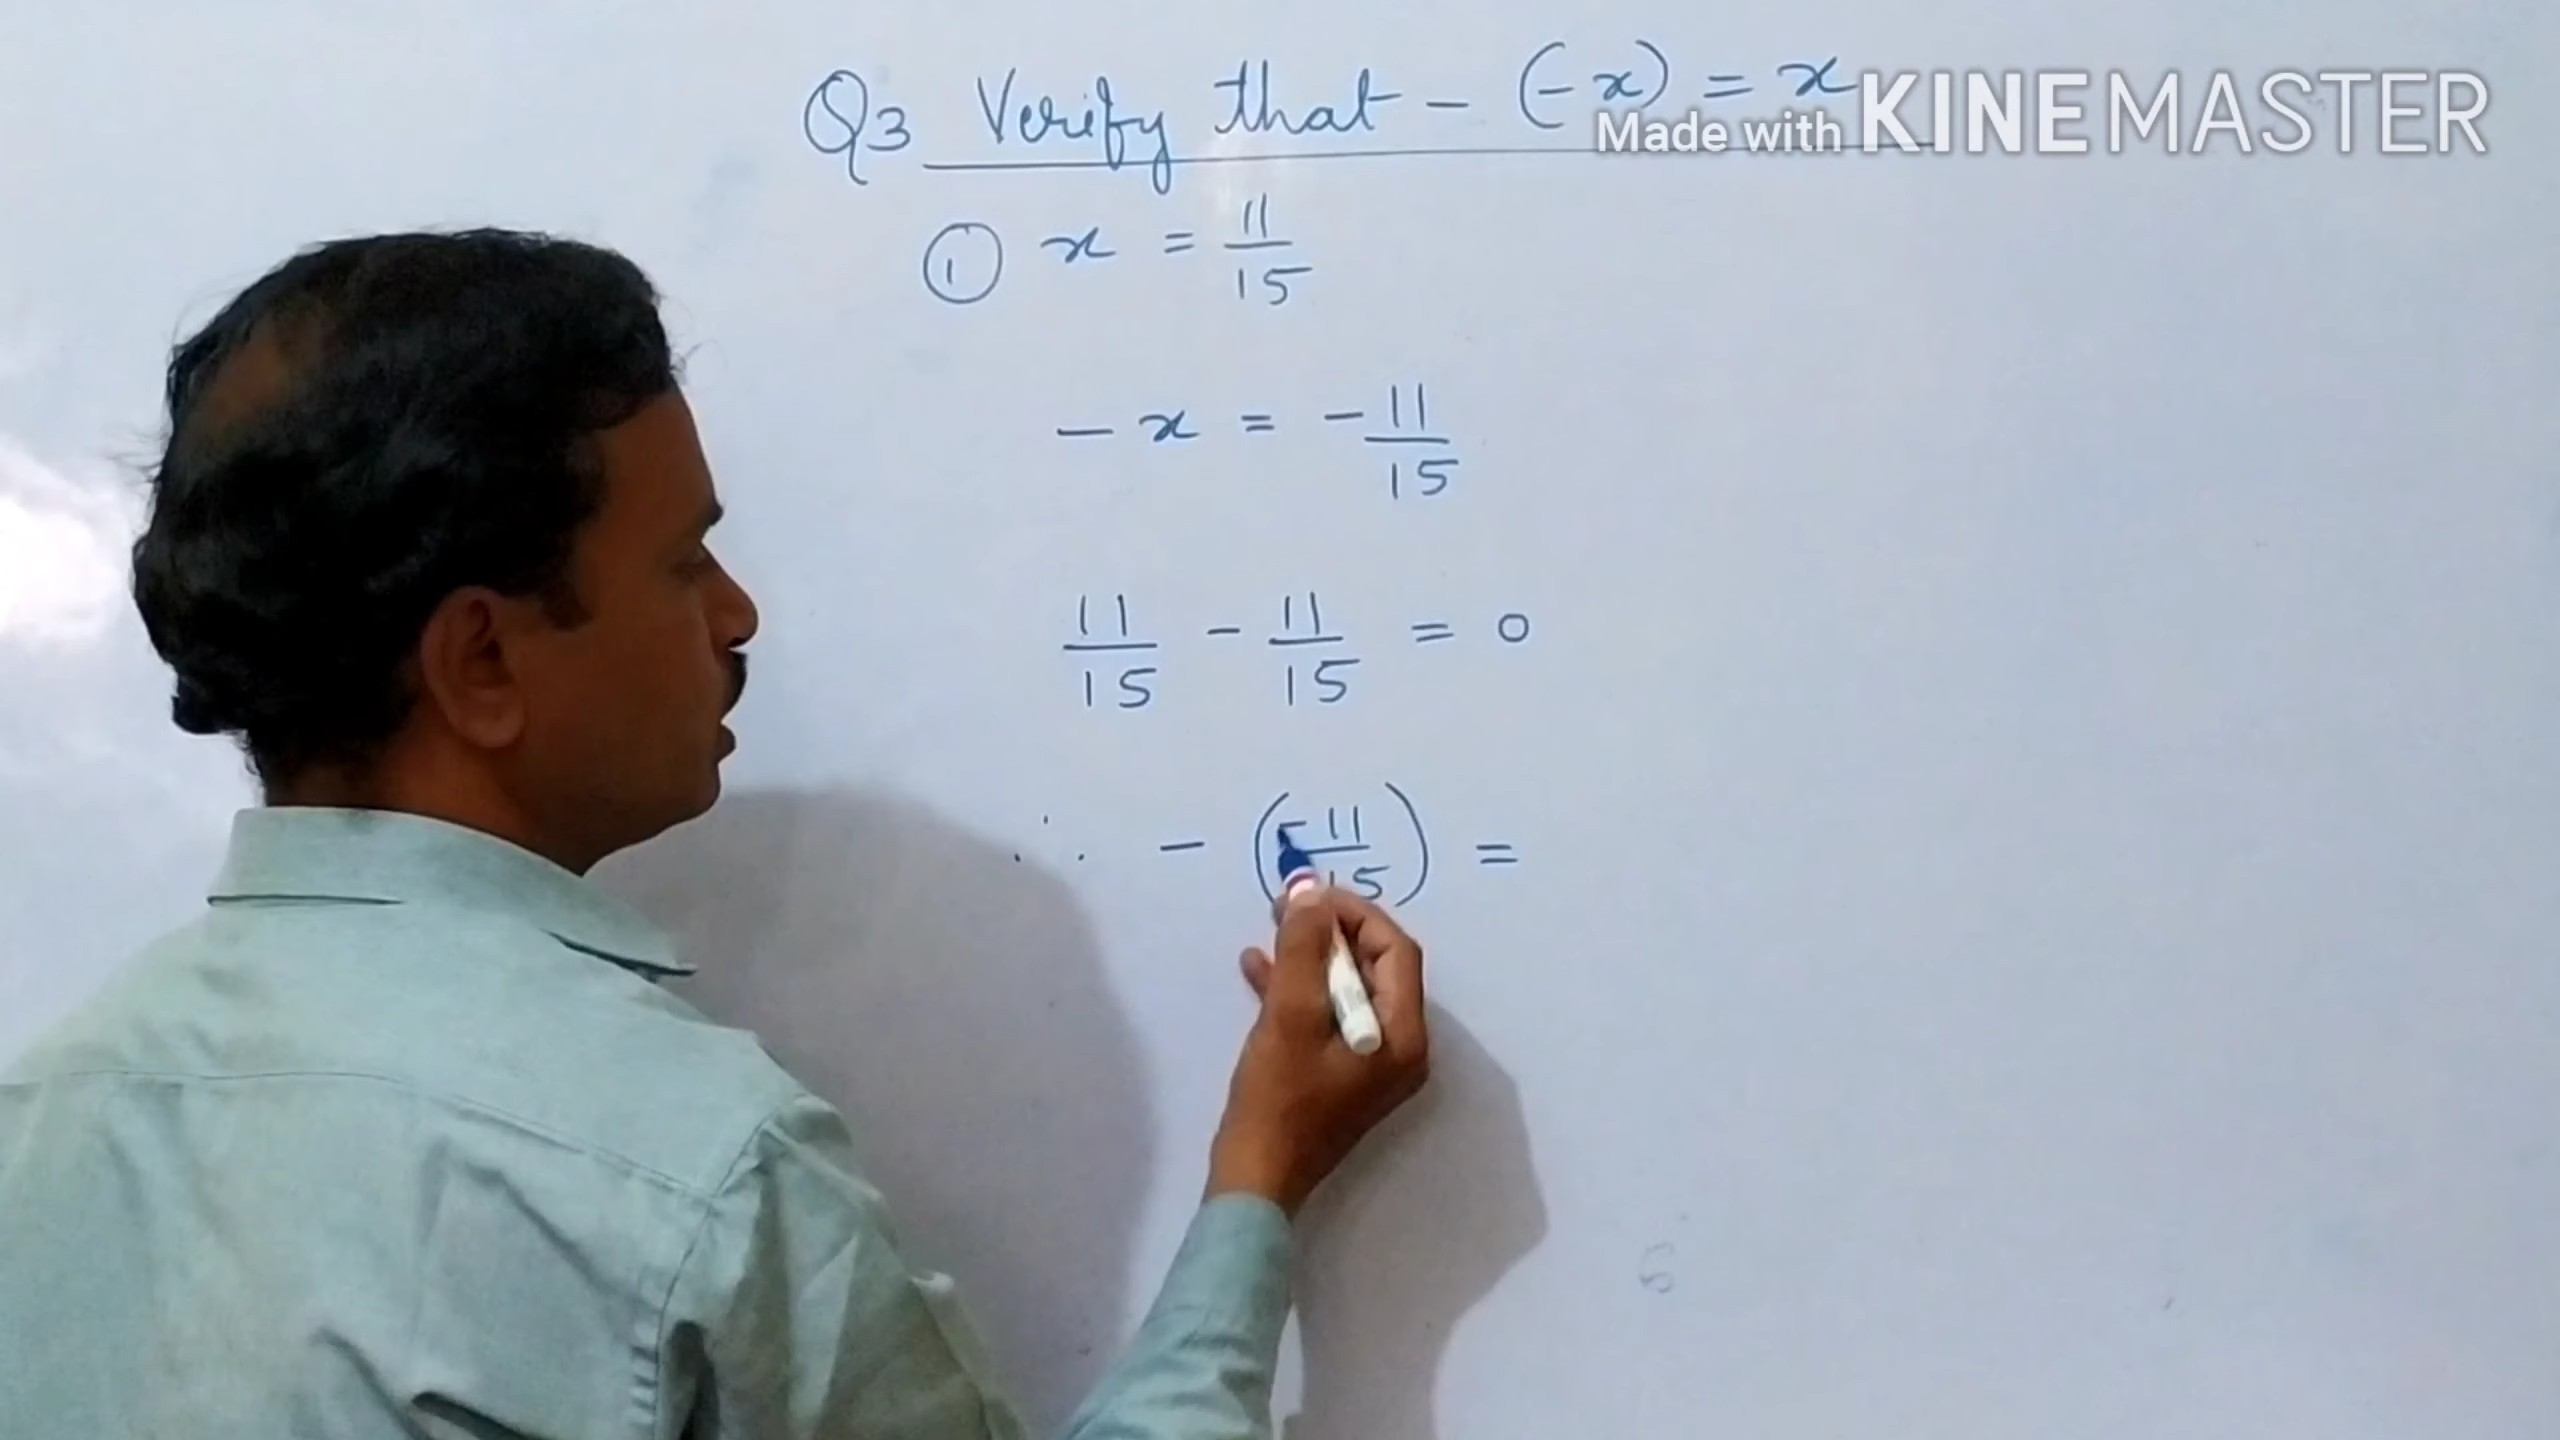 Q3 Verify that - (-x) = x
Made with KINEMASTER
① x = 11/15
- x = - 11/15
11/15 - 11/15 = 0
∴ - (-11/15) =